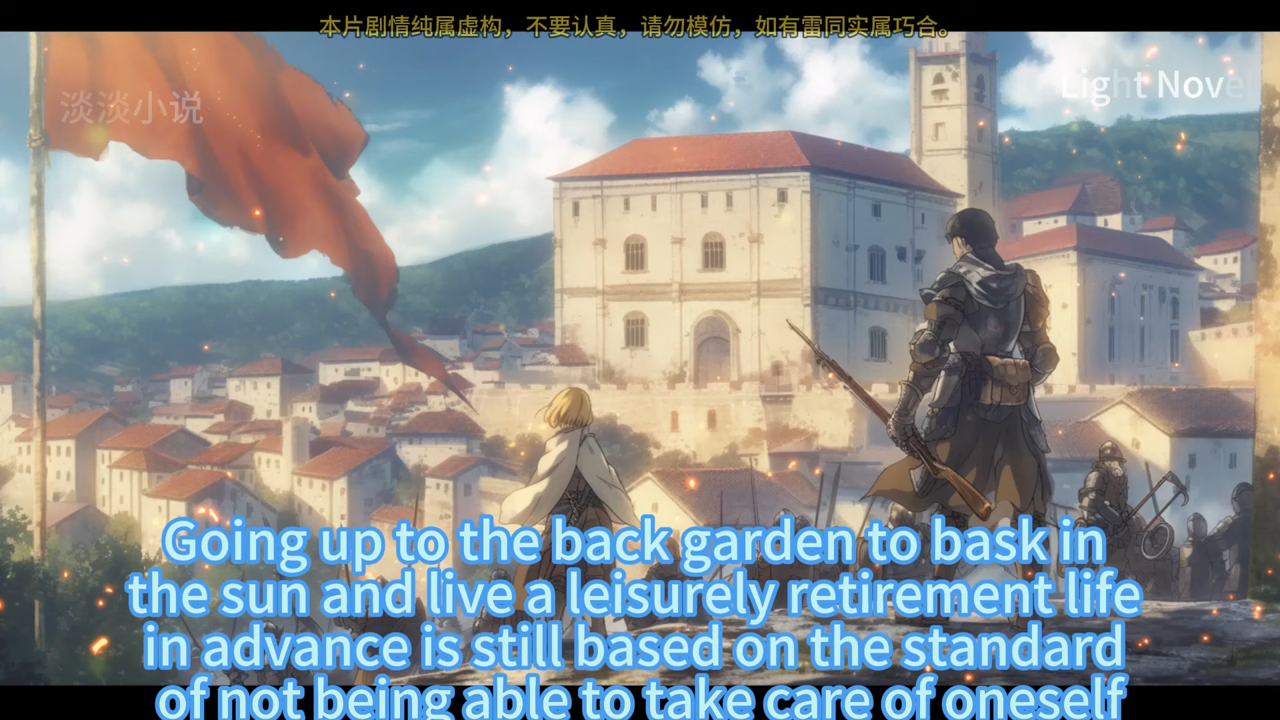 本片剧情纯属虚构，不要认真，请勿模仿，如有雷同实属巧合。
淡淡小说
Light Novel
Going up to the back garden to bask in
the sun and live a leisurely retirement life
in advance is still based on the standard
of not being able to take care of oneself